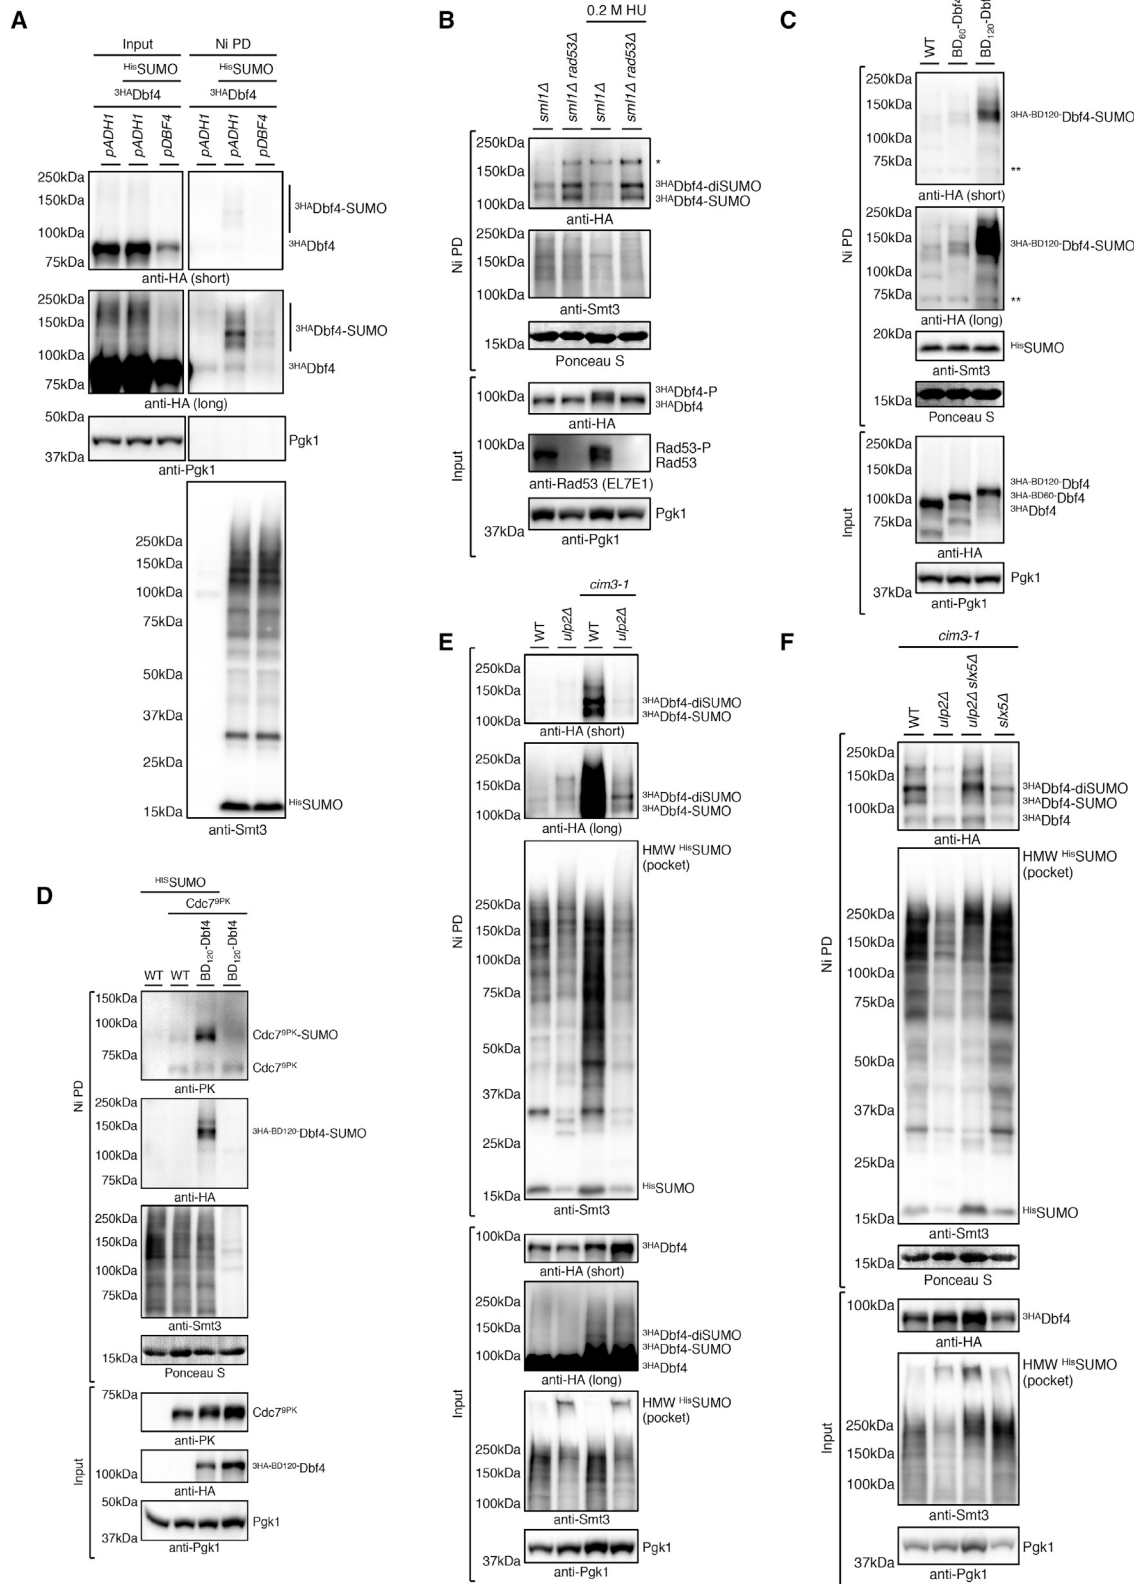 A
Input Ni PD
HisSUMO HisSUMO
3HADbf4 3HADbf4
pADH1 pADH1 pDBF4 pADH1 pADH1 pDBF4
250kDa
150kDa
3HADbf4-SUMO
100kDa
3HADbf4
75kDa
anti-HA (short)
250kDa
150kDa
3HADbf4-SUMO
100kDa
3HADbf4
75kDa
anti-HA (long)
50kDa
Pgk1
37kDa
anti-Pgk1
250kDa
150kDa
100kDa
75kDa
50kDa
37kDa
25kDa
HisSUMO
15kDa
anti-Smt3
B
0.2 M HU
sml1Δ sml1Δ rad53Δ sml1Δ sml1Δ rad53Δ
Ni PD
250kDa
150kDa
*
3HADbf4-diSUMO
3HADbf4-SUMO
100kDa
anti-HA
250kDa
150kDa
100kDa
anti-Smt3
15kDa
Ponceau S
Input
3HADbf4-P
100kDa
3HADbf4
anti-HA
100kDa
Rad53-P
Rad53
anti-Rad53 (EL7E1)
Pgk1
37kDa
anti-Pgk1
C
WT BD60-Dbf4 BD120-Dbf
Ni PD
250kDa
150kDa
3HA-BD120-Dbf4-SUMO
100kDa
75kDa
**
anti-HA (short)
250kDa
150kDa
3HA-BD120-Dbf4-SUMO
100kDa
75kDa
**
anti-HA (long)
20kDa
HisSUMO
anti-Smt3
15kDa
Ponceau S
Input
250kDa
150kDa
3HA-BD120-Dbf4
100kDa
3HA-BD60-Dbf4
3HADbf4
75kDa
anti-HA
Pgk1
37kDa
anti-Pgk1
D
HISSUMO
Cdc79PK
WT WT BD120-Dbf4 BD120-Dbf4
Ni PD
150kDa
100kDa
Cdc79PK-SUMO
75kDa
Cdc79PK
anti-PK
250kDa
150kDa
3HA-BD120-Dbf4-SUMO
100kDa
75kDa
anti-HA
250kDa
150kDa
100kDa
75kDa
anti-Smt3
15kDa
Ponceau S
Input
75kDa
Cdc79PK
anti-PK
3HA-BD120-Dbf4
100kDa
anti-HA
50kDa
Pgk1
37kDa
anti-Pgk1
E
cim3-1
WT ulp2Δ WT ulp2Δ
Ni PD
250kDa
150kDa
3HADbf4-diSUMO
3HADbf4-SUMO
100kDa
anti-HA (short)
250kDa
150kDa
3HADbf4-diSUMO
3HADbf4-SUMO
100kDa
anti-HA (long)
HMW HisSUMO
(pocket)
250kDa
150kDa
100kDa
75kDa
50kDa
37kDa
25kDa
HisSUMO
15kDa
anti-Smt3
Input
100kDa
3HADbf4
anti-HA (short)
250kDa
150kDa
3HADbf4-diSUMO
3HADbf4-SUMO
100kDa
3HADbf4
anti-HA (long)
HMW HisSUMO
(pocket)
250kDa
150kDa
100kDa
anti-Smt3
Pgk1
37kDa
anti-Pgk1
F
cim3-1
WT ulp2Δ ulp2Δ slx5Δ slx5Δ
Ni PD
250kDa
150kDa
3HADbf4-diSUMO
3HADbf4-SUMO
100kDa
3HADbf4
anti-HA
HMW HisSUMO
(pocket)
250kDa
150kDa
100kDa
75kDa
50kDa
37kDa
25kDa
HisSUMO
15kDa
anti-Smt3
15kDa
Ponceau S
Input
100kDa
3HADbf4
anti-HA
HMW HisSUMO
(pocket)
250kDa
150kDa
100kDa
anti-Smt3
Pgk1
37kDa
anti-Pgk1